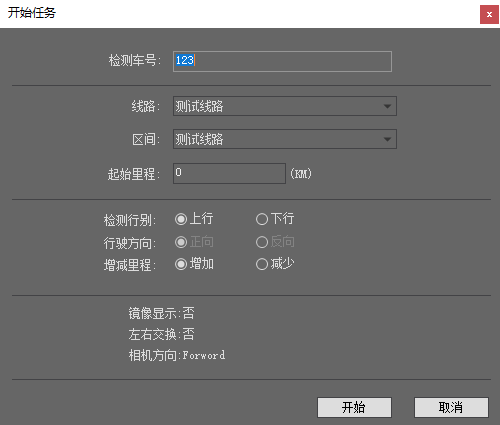 开始任务
x
检测车号: 123
线路: 测试线路
区间: 测试线路
起始里程: 0 (KM)
检测行别: 上行 下行
行驶方向: 正向 反向
增减里程: 增加 减少
镜像显示:否
左右交换:否
相机方向:Forword
开始 取消